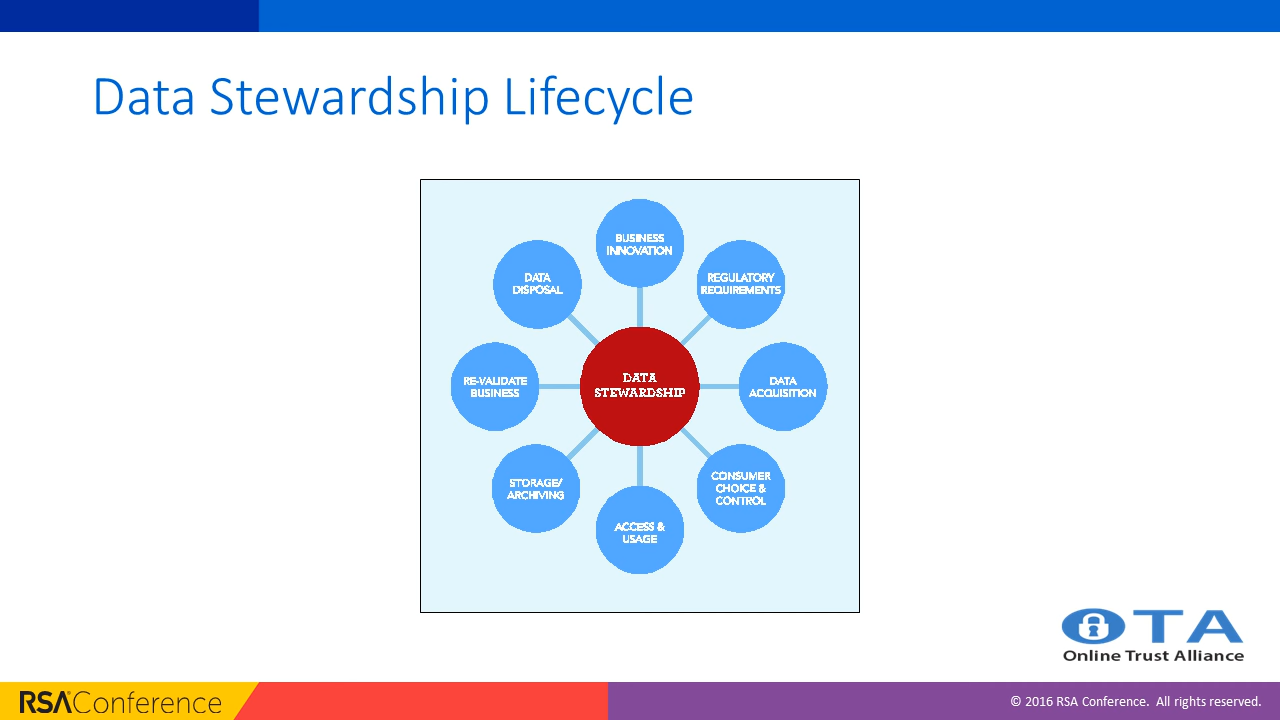 Data Stewardship Lifecycle
BUSINESS
INNOVATION
REGULATORY
REQUIREMENTS
DATA
ACQUISITION
CONSUMER
CHOICE &
CONTROL
ACCESS &
USAGE
STORAGE/
ARCHIVING
RE-VALIDATE
BUSINESS
DATA
DISPOSAL
DATA
STEWARDSHIP
OTA
Online Trust Alliance
RSAConference
© 2016 RSA Conference. All rights reserved.